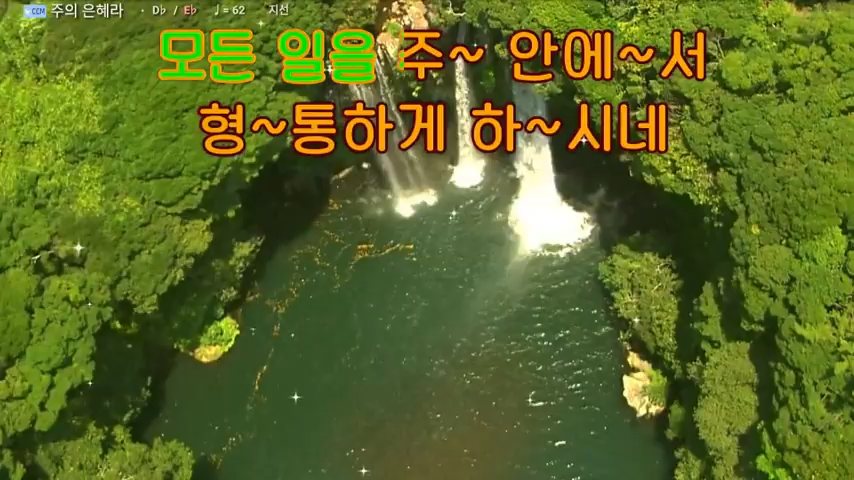 CCM 주의 은혜라 · D♭ / E♭ ♩= 62 지선
모든 일을 주~ 안에~서
형~통하게 하~시네